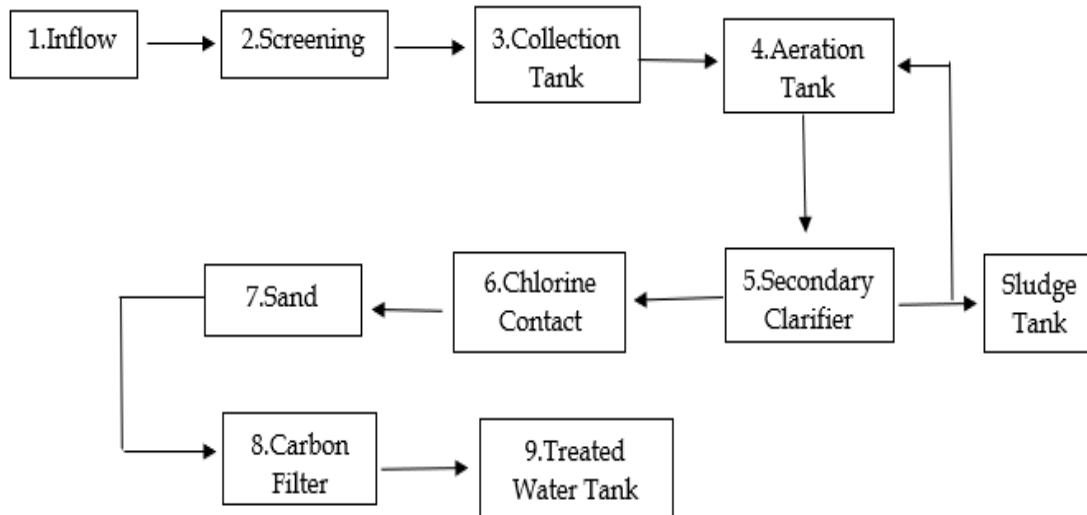 1.Inflow
2.Screening
3.Collection
Tank
4.Aeration
Tank
5.Secondary
Clarifier
Sludge
Tank
6.Chlorine
Contact
7.Sand
8.Carbon
Filter
9.Treated
Water Tank